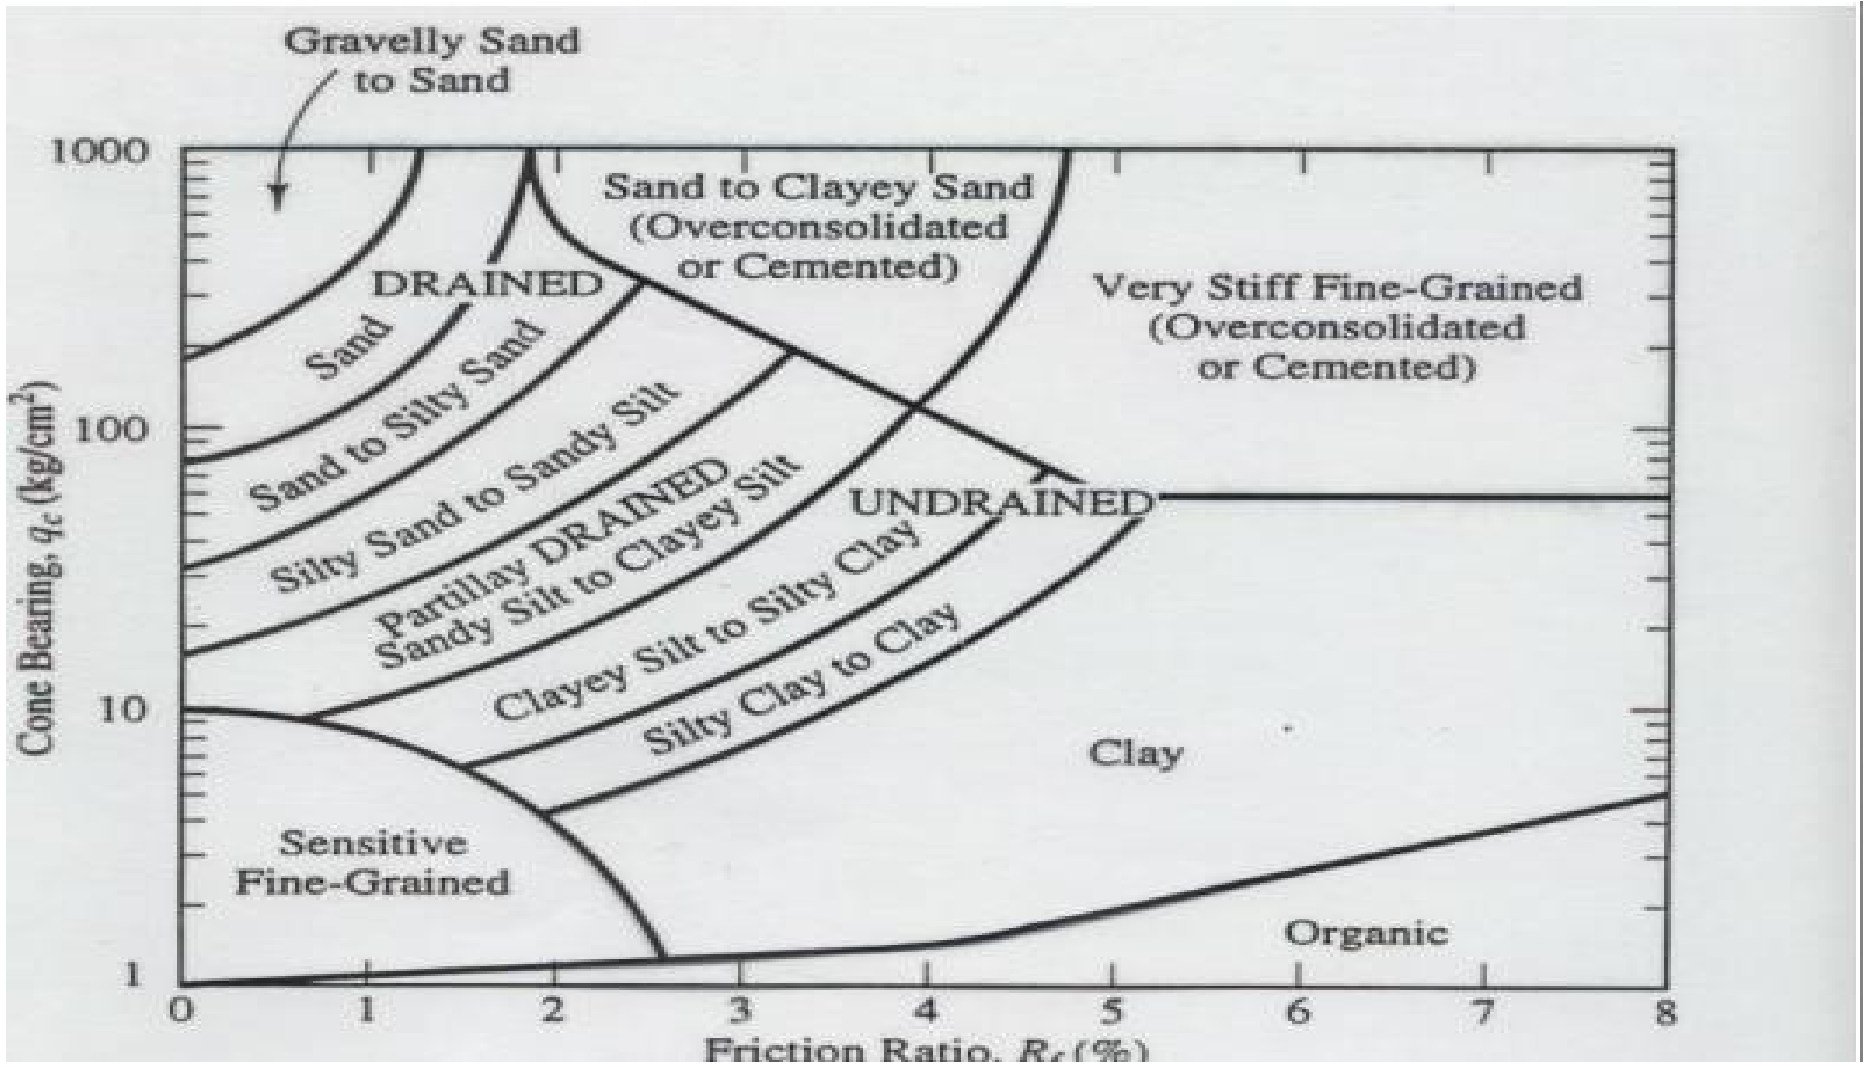 Gravelly Sand
to Sand
1000
Sand to Clayey Sand
(Overconsolidated
or Cemented)
DRAINED
Very Stiff Fine-Grained
(Overconsolidated
or Cemented)
Sand
Sand to Silty Sand
100
Silty Sand to Sandy Silt
Partillay DRAINED
Sandy Silt to Clayey Silt
UNDRAINED
Clayey Silt to Silty Clay
Silty Clay to Clay
10
Clay
Sensitive
Fine-Grained
Organic
1
0 1 2 3 4 5 6 7 8
Cone Bearing, qc (kg/cm2)
Friction Ratio, Rf (%)